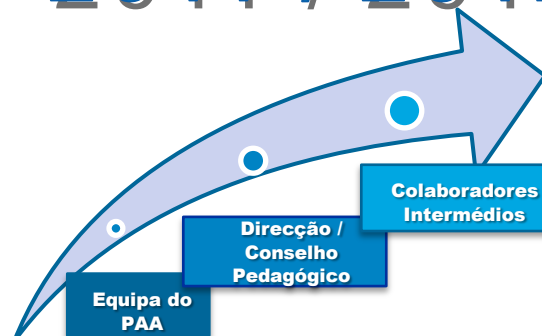 Colaboradores
Intermédios
Direcção /
Conselho
Pedagógico
Equipa do
PAA